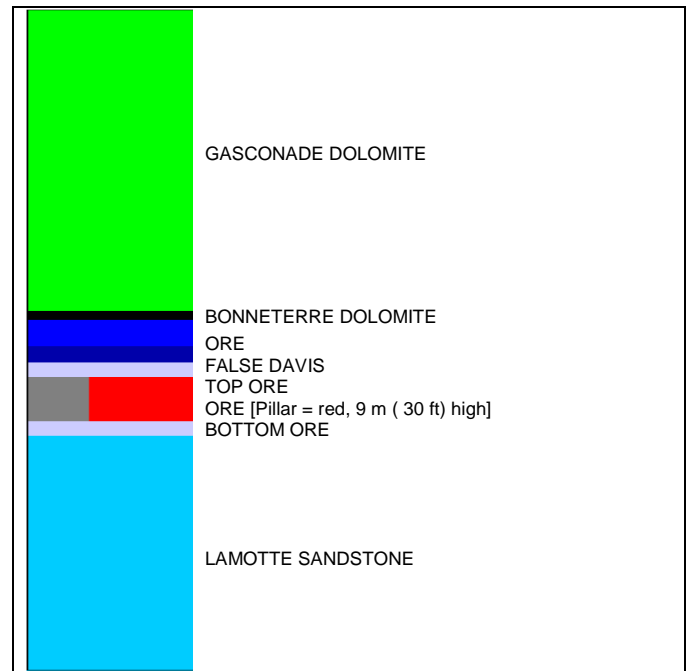 GASCONADE DOLOMITE
BONNETERRE DOLOMITE
ORE
FALSE DAVIS
TOP ORE
ORE [Pillar = red, 9 m ( 30 ft) high]
BOTTOM ORE
LAMOTTE SANDSTONE